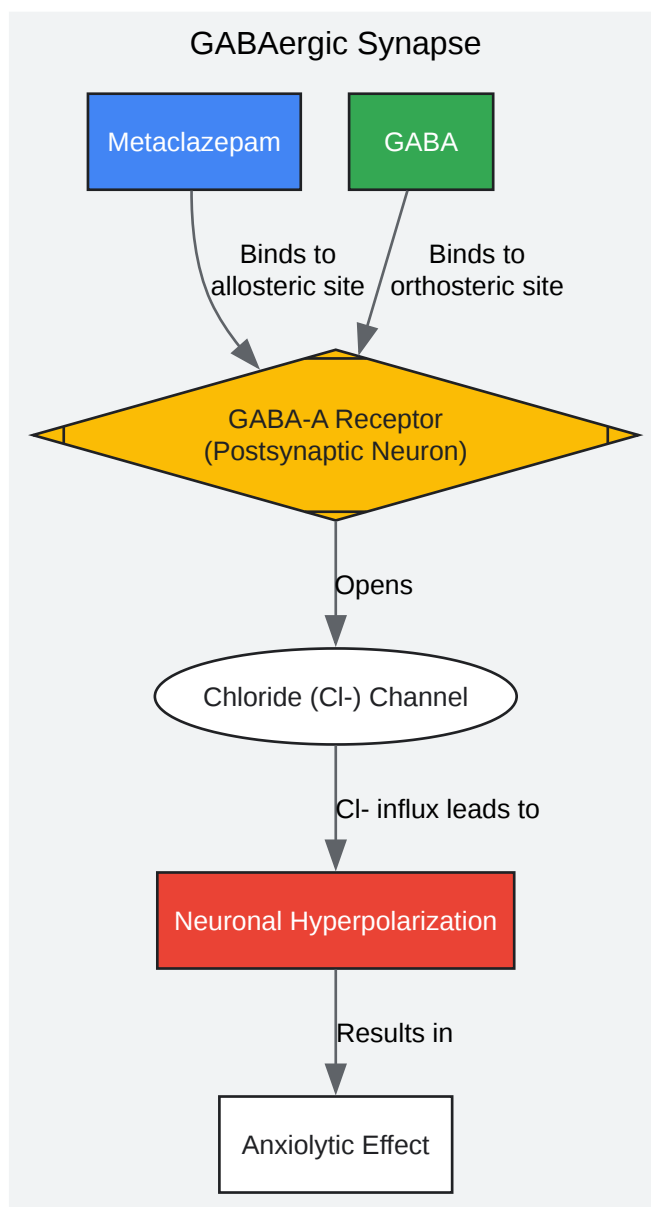 GABAergic Synapse
Metaclazepam
GABA
Binds to
allosteric site
Binds to
orthosteric site
GABA-A Receptor
(Postsynaptic Neuron)
Opens
Chloride (Cl-) Channel
Cl- influx leads to
Neuronal Hyperpolarization
Results in
Anxiolytic Effect